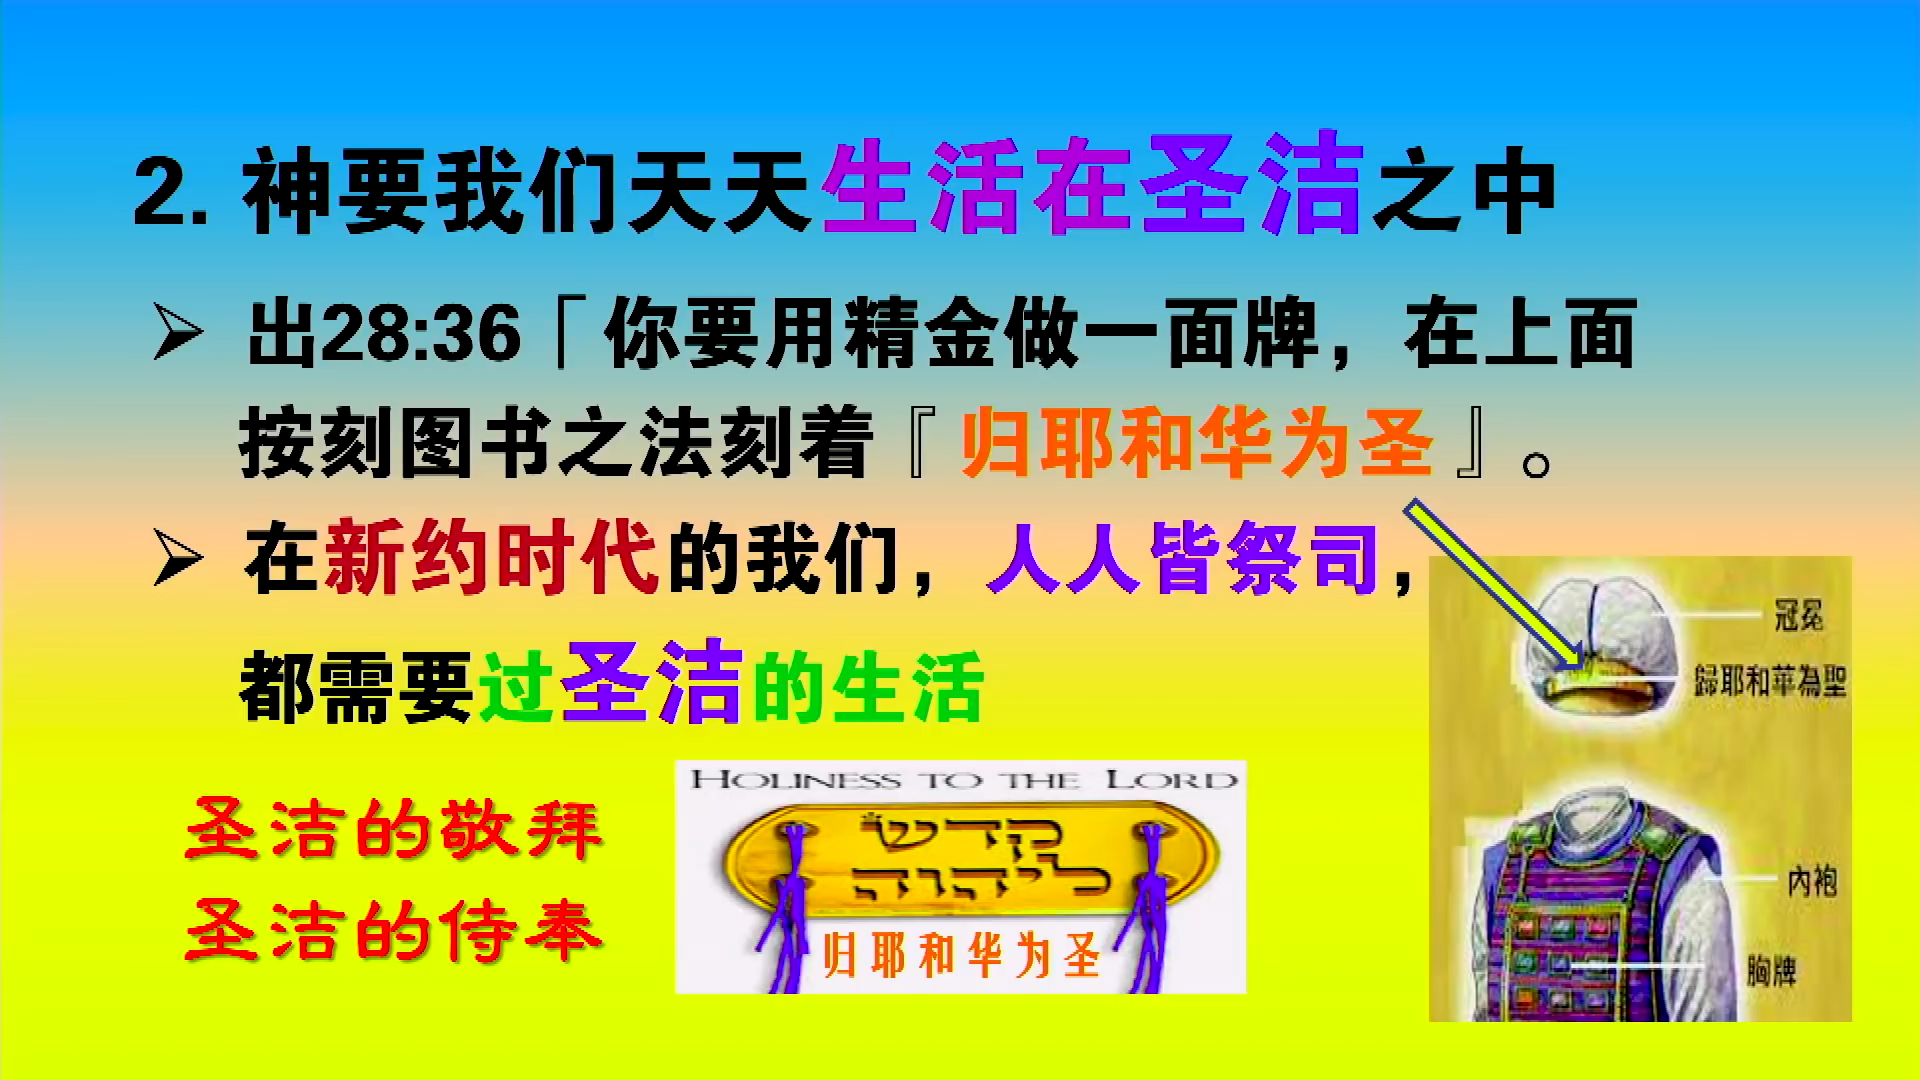 2. 神要我们天天生活在圣洁之中
➢ 出28:36「你要用精金做一面牌，在上面
按刻图书之法刻着『归耶和华为圣』。
➢ 在新约时代的我们，人人皆祭司，
都需要过圣洁的生活
圣洁的敬拜
圣洁的侍奉
HOLINESS TO THE LORD
קדש
ליהוה
归耶和华为圣
冠冕
歸耶和華為聖
內袍
胸牌